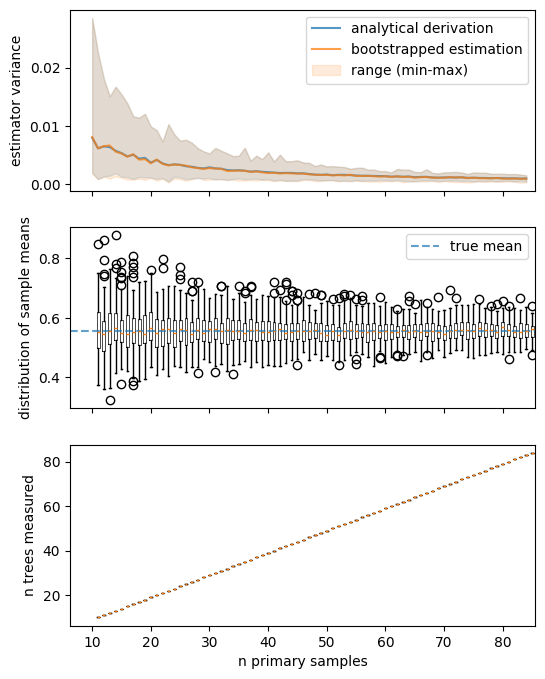 analytical derivation
bootstrapped estimation
range (min-max)
estimator variance
0.02
0.01
0.00
true mean
distribution of sample means
0.8
0.6
0.4
n trees measured
80
60
40
20
10
20
30
40
50
60
70
80
n primary samples